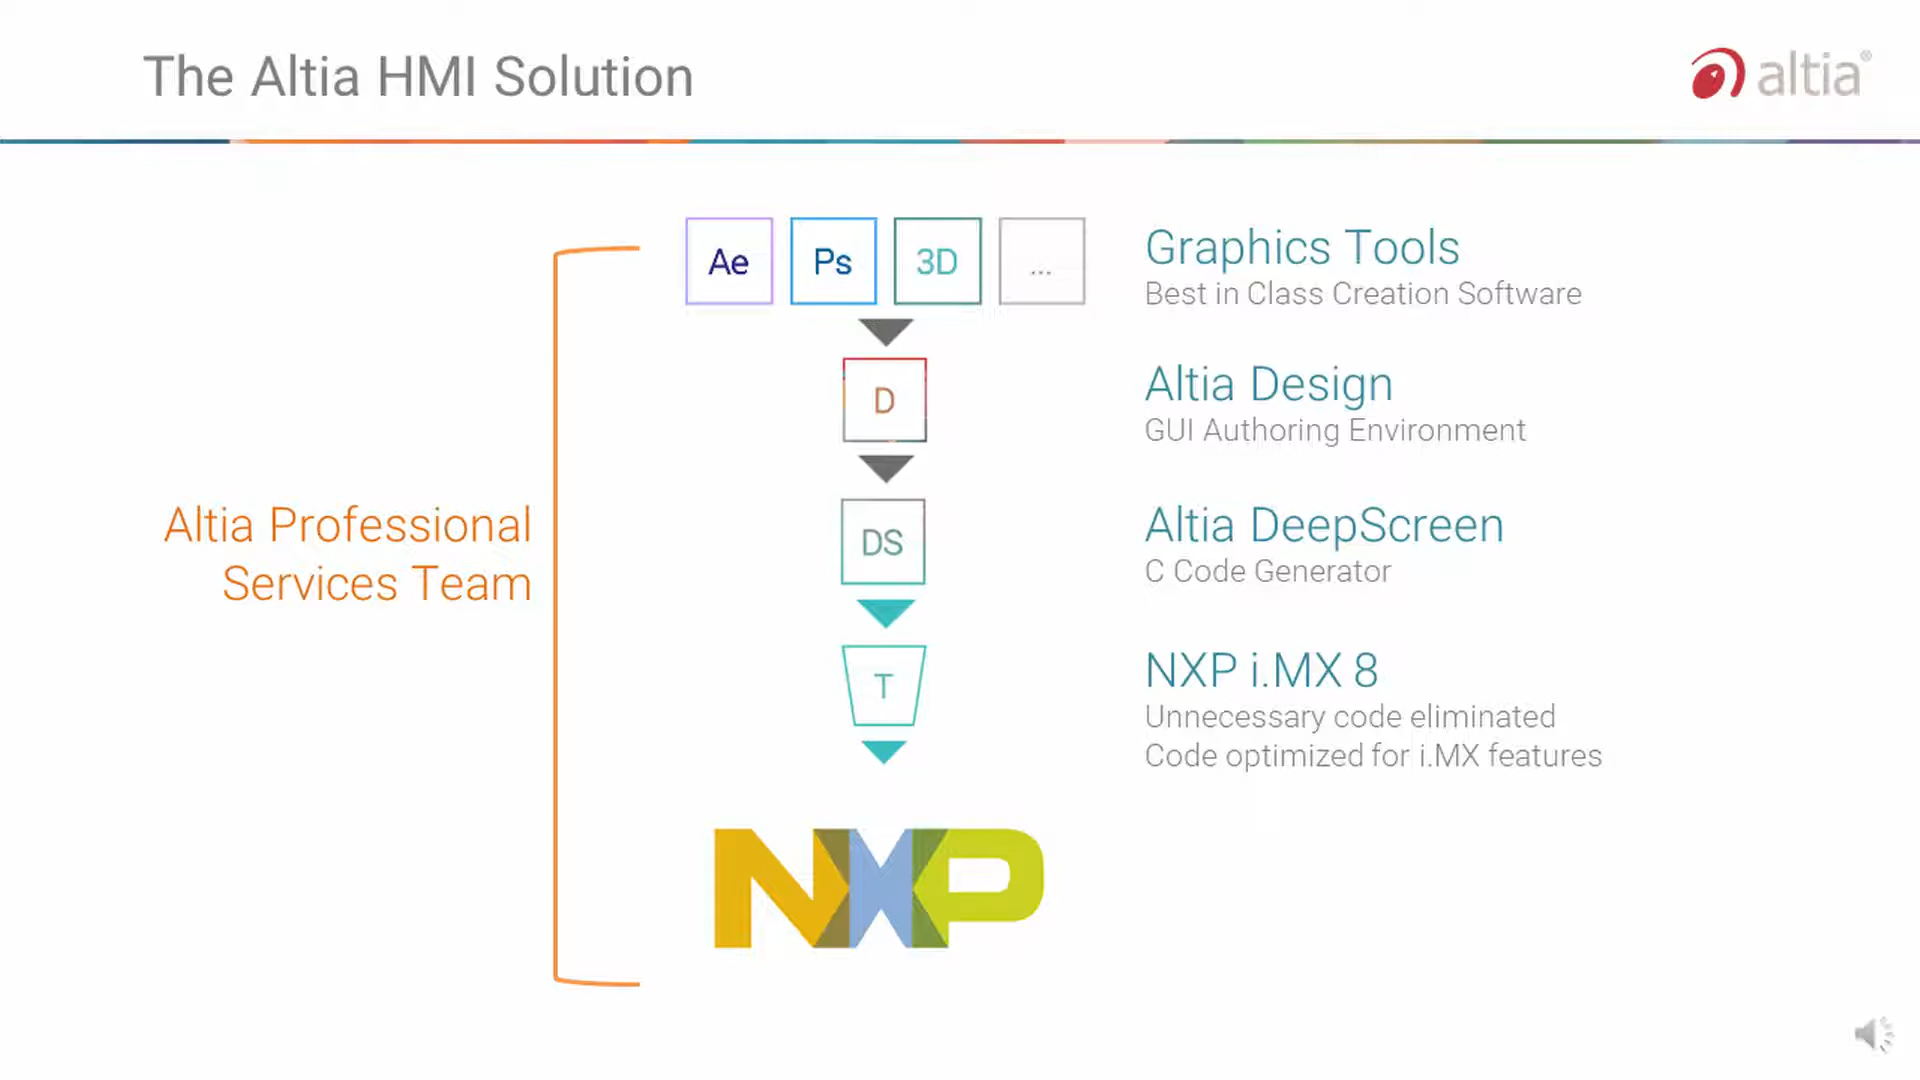 The Altia HMI Solution
altia®
Ae Ps 3D ...
Graphics Tools
Best in Class Creation Software
D
Altia Design
GUI Authoring Environment
Altia Professional
Services Team
DS
Altia DeepScreen
C Code Generator
T
NXP i.MX 8
Unnecessary code eliminated
Code optimized for i.MX features
NXP